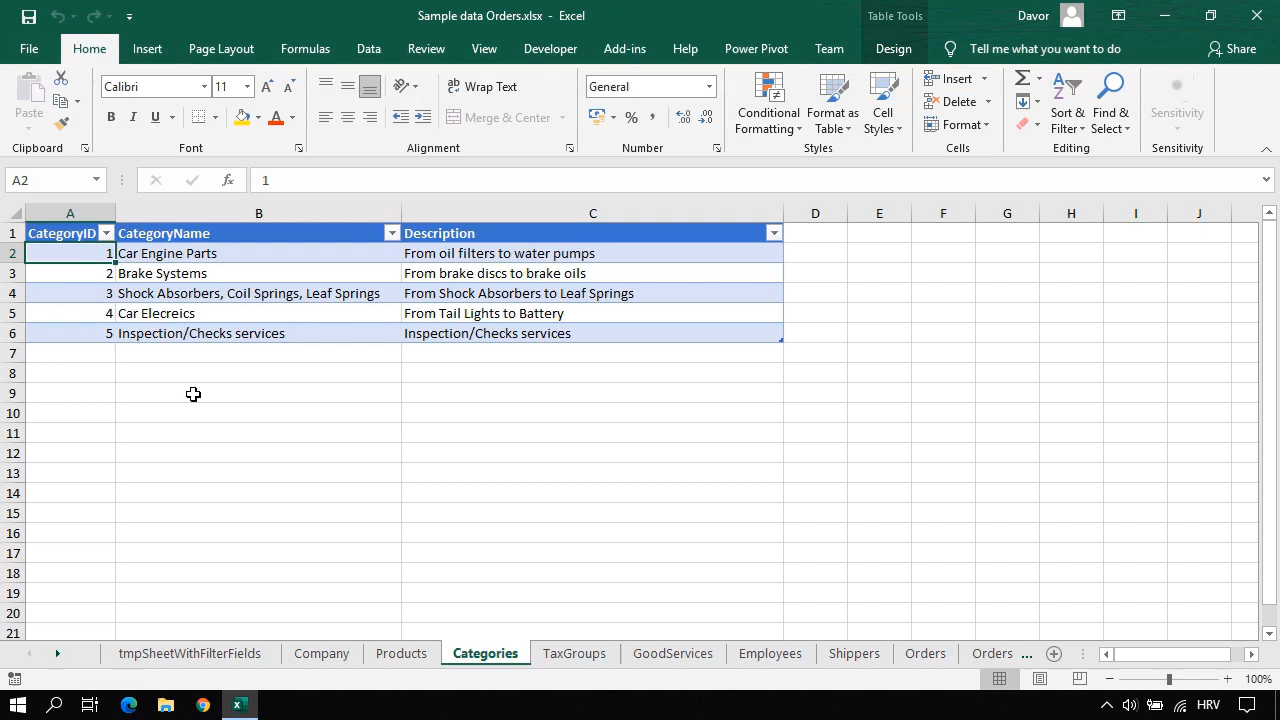 Sample data Orders.xlsx - Excel
Table Tools
Davor
File Home Insert Page Layout Formulas Data Review View Developer Add-ins Help Power Pivot Team Design Tell me what you want to do Share
Paste
Clipboard
Calibri 11
B I U
Font
Wrap Text
Merge & Center
Alignment
General
%
Number
Conditional Formatting
Format as Table
Cell Styles
Styles
Insert
Delete
Format
Cells
Sort & Filter
Find & Select
Editing
Sensitivity
Sensitivity
A2 fx 1
A B C D E F G H I J
1 CategoryID CategoryName Description
2 1 Car Engine Parts From oil filters to water pumps
3 2 Brake Systems From brake discs to brake oils
4 3 Shock Absorbers, Coil Springs, Leaf Springs From Shock Absorbers to Leaf Springs
5 4 Car Elecreics From Tail Lights to Battery
6 5 Inspection/Checks services Inspection/Checks services
7
8
9
10
11
12
13
14
15
16
17
18
19
20
21
tmpSheetWithFilterFields Company Products Categories TaxGroups GoodServices Employees Shippers Orders Orders ...
100%
HRV